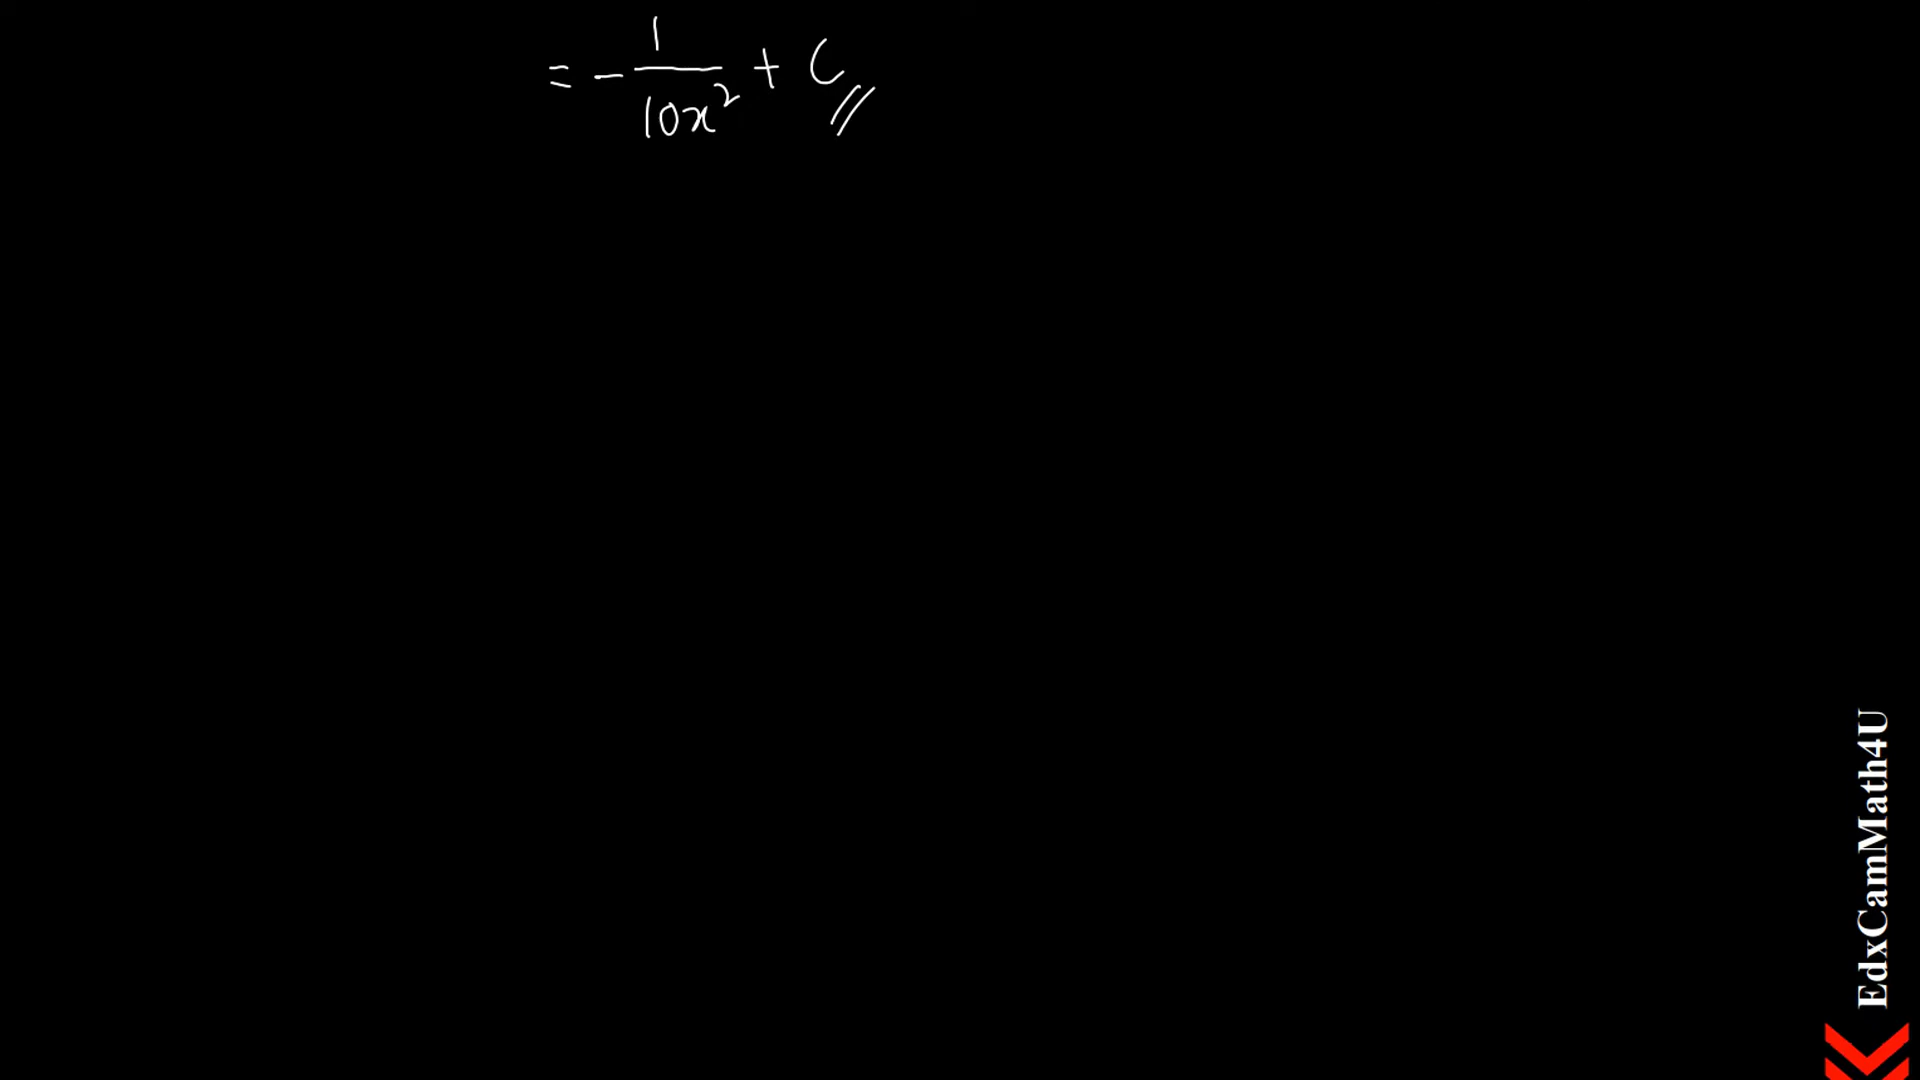 = - 1/10x² + C
EdxCamMath4U